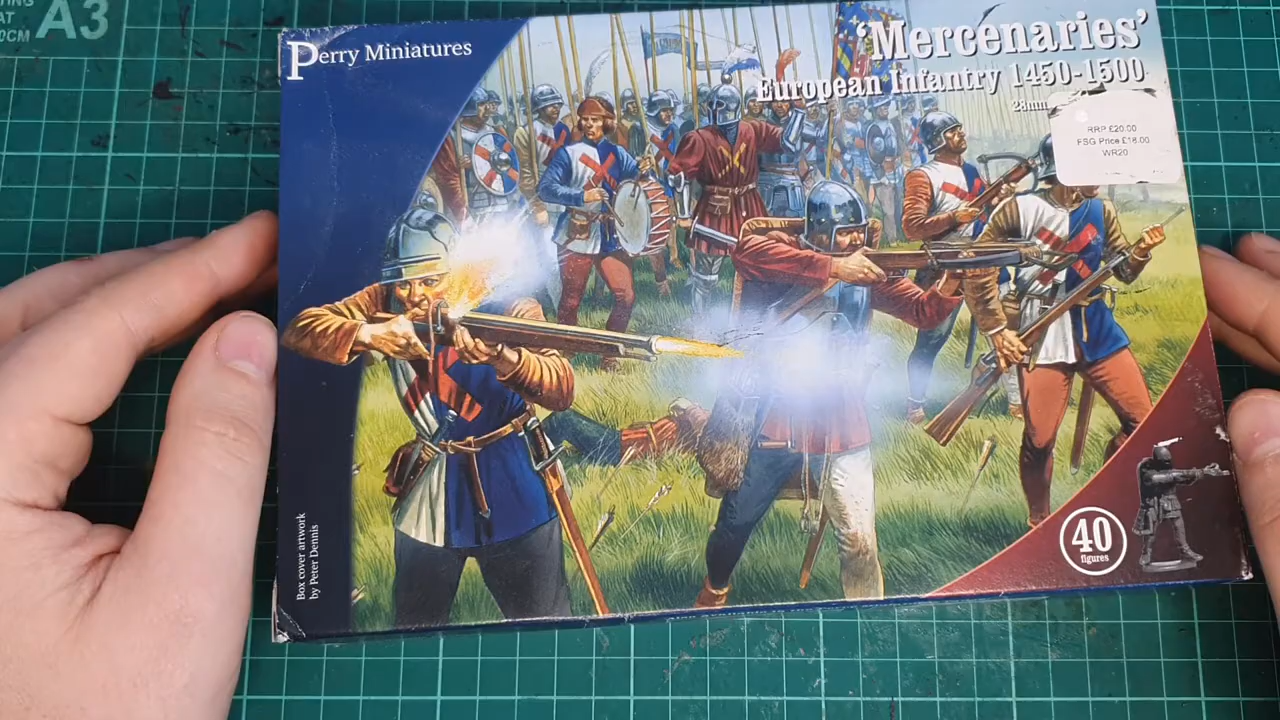 A3
Perry Miniatures
'Mercenaries'
European Infantry 1450-1500
28mm
RRP £20.00
FSG Price £18.00
WR20
Box cover artwork
by Peter Dennis
40
figures